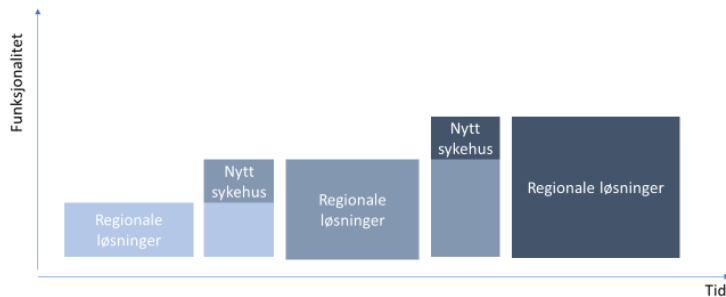 Funksjonalitet
Regionale
løsninger
Nytt
sykehus
Regionale
løsninger
Nytt
sykehus
Regionale løsninger
Tid